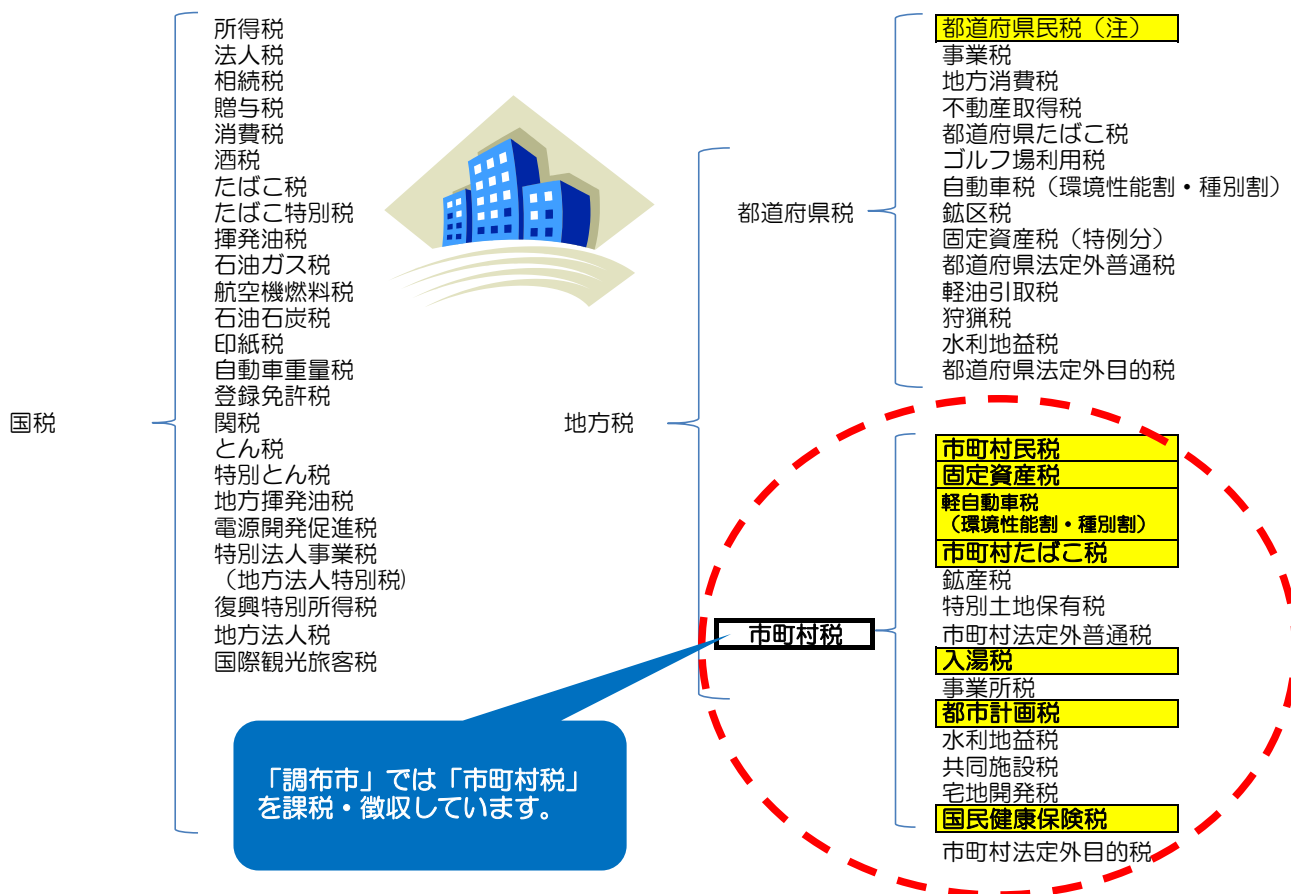 国税
所得税
法人税
相続税
贈与税
消費税
酒税
たばこ税
たばこ特別税
揮発油税
石油ガス税
航空機燃料税
石油石炭税
印紙税
自動車重量税
登録免許税
関税
とん税
特別とん税
地方揮発油税
電源開発促進税
特別法人事業税
（地方法人特別税)
復興特別所得税
地方法人税
国際観光旅客税
地方税
都道府県税
都道府県民税（注）
事業税
地方消費税
不動産取得税
都道府県たばこ税
ゴルフ場利用税
自動車税（環境性能割・種別割）
鉱区税
固定資産税（特例分）
都道府県法定外普通税
軽油引取税
狩猟税
水利地益税
都道府県法定外目的税
市町村税
市町村民税
固定資産税
軽自動車税
（環境性能割・種別割）
市町村たばこ税
鉱産税
特別土地保有税
市町村法定外普通税
入湯税
事業所税
都市計画税
水利地益税
共同施設税
宅地開発税
国民健康保険税
市町村法定外目的税
「調布市」では「市町村税」
を課税・徴収しています。